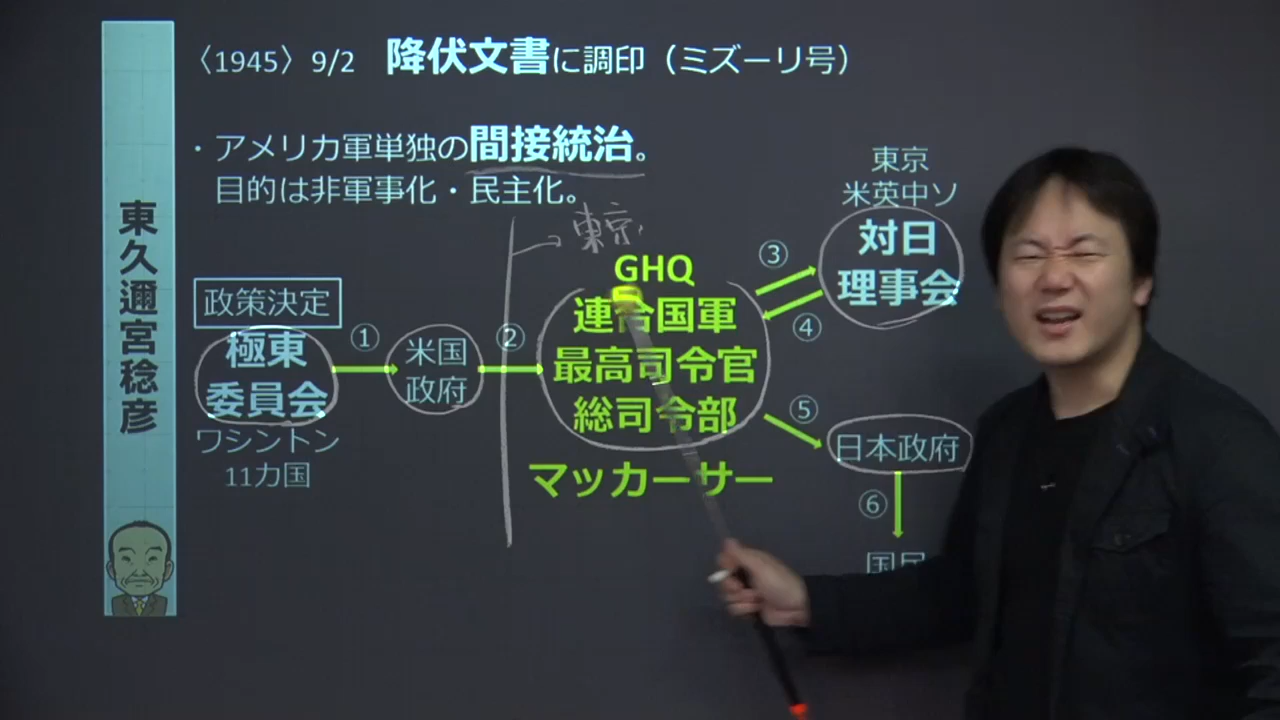 〈1945〉9/2 降伏文書に調印（ミズーリ号）
・アメリカ軍単独の間接統治。
目的は非軍事化・民主化。
東久邇宮稔彦
東京
米英中ソ
対日
理事会
東京
GHQ
連合国軍
最高司令官
総司令部
マッカーサー
政策決定
極東
委員会
ワシントン
11カ国
①
米国
政府
②
③
④
⑤
日本政府
⑥
国民